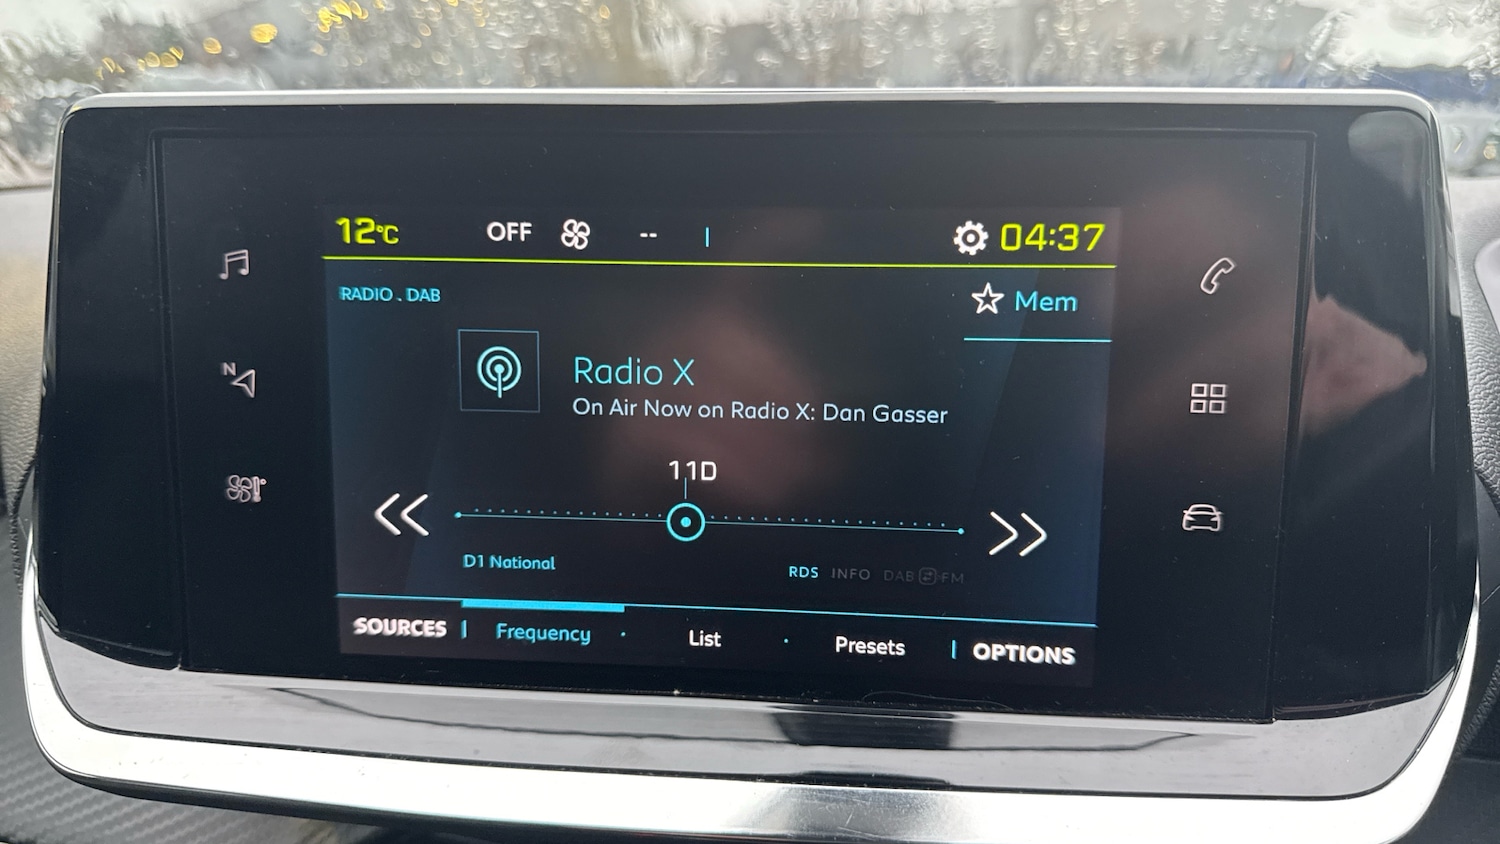 12°C OFF -- 04:37
RADIO . DAB
Mem
N
Radio X
On Air Now on Radio X: Dan Gasser
11D
D1 National
RDS INFO DAB FM
SOURCES Frequency List Presets OPTIONS